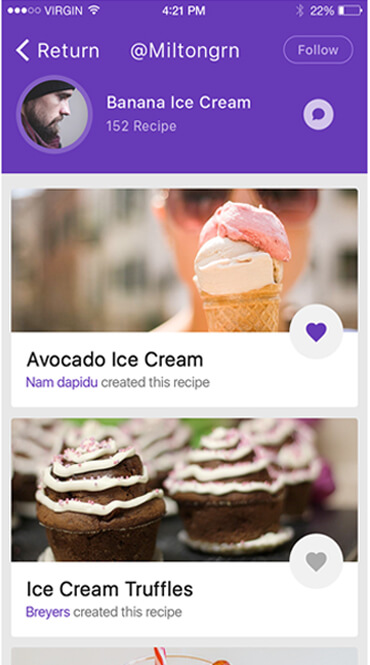 VIRGIN 4:21 PM 22%
Return @Miltongrn Follow
Banana Ice Cream
152 Recipe
Avocado Ice Cream
Nam dapidu created this recipe
Ice Cream Truffles
Breyers created this recipe